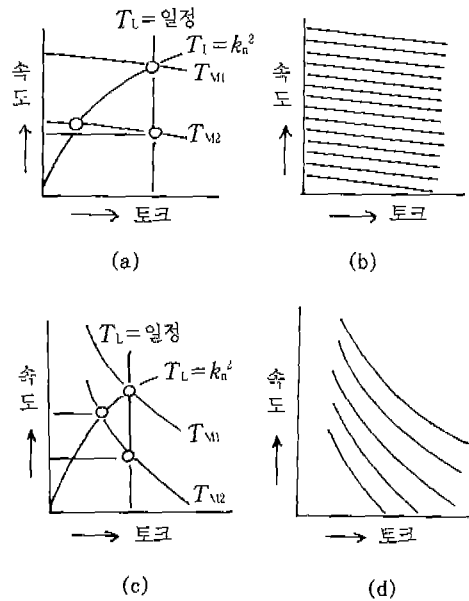 T_L=일정
T_L=k_n²
T_M1
T_M2
속도
토크
(a)
속도
토크
(b)
T_L=일정
T_L=k_n²
T_M1
T_M2
속도
토크
(c)
속도
토크
(d)